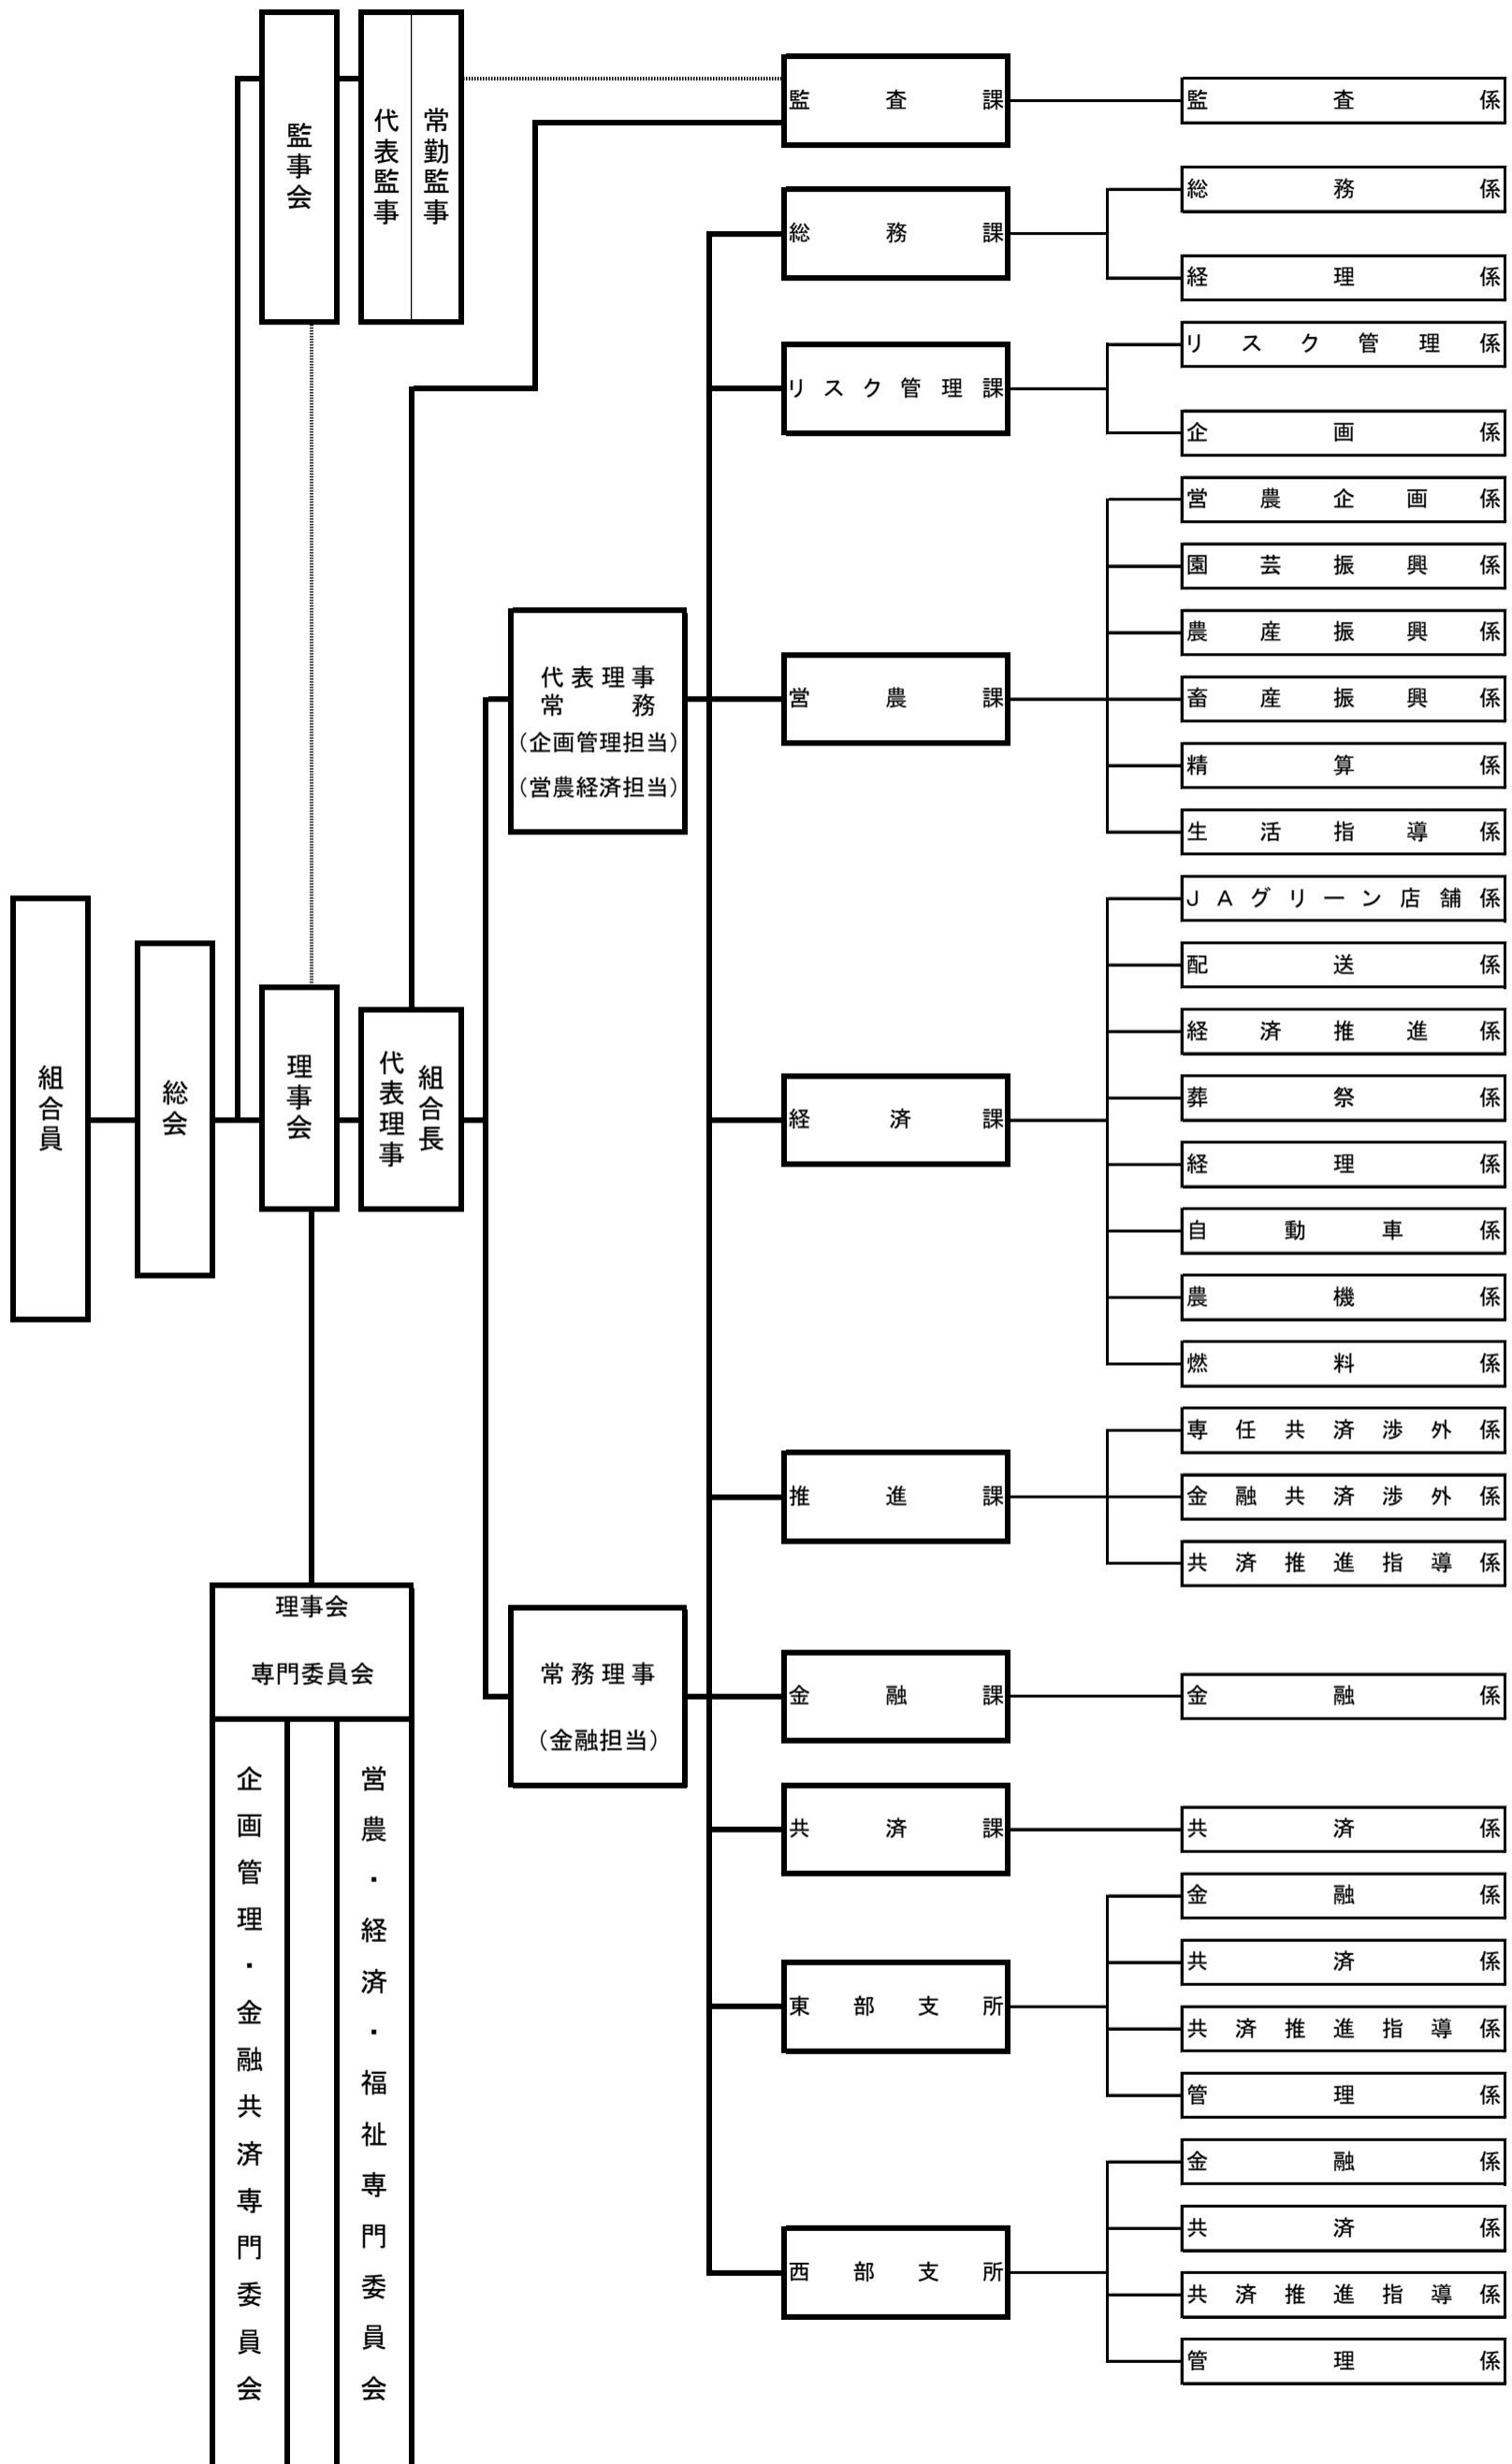 組合員
総会
監事会
代表監事
常勤監事
理事会
代表理事
組合長
理事会
専門委員会
企画管理・金融共済専門委員会
営農・経済・福祉専門委員会
代表理事
常務
（企画管理担当）
（営農経済担当）
常務理事
（金融担当）
監査課
監査係
総務課
総務係
経理係
リスク管理課
リスク管理係
企画係
営農課
営農企画係
園芸振興係
農産振興係
畜産振興係
精算係
生活指導係
経済課
ＪＡグリーン店舗係
配送係
経済推進係
葬祭係
経理係
自動車係
農機係
燃料係
推進課
専任共済渉外係
金融共済渉外係
共済推進指導係
金融課
金融係
共済課
共済係
東部支所
金融係
共済係
共済推進指導係
管理係
西部支所
金融係
共済係
共済推進指導係
管理係